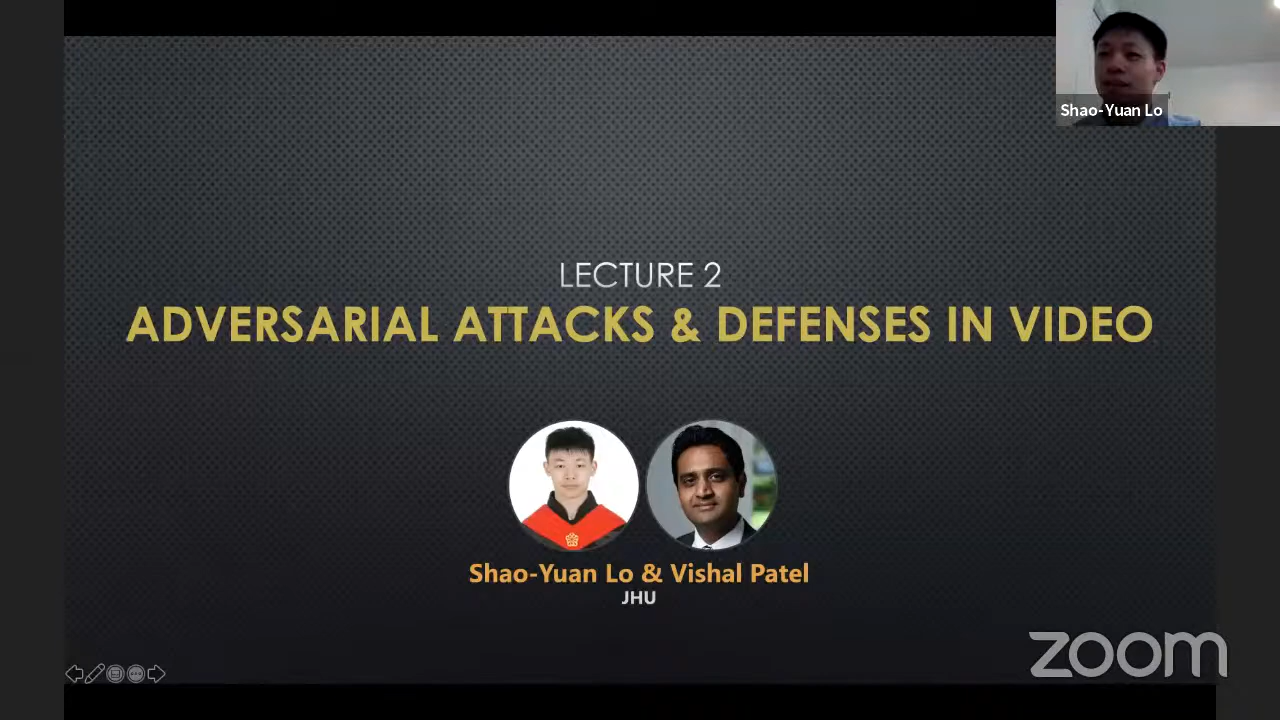 Shao-Yuan Lo
LECTURE 2
ADVERSARIAL ATTACKS & DEFENSES IN VIDEO
Shao-Yuan Lo & Vishal Patel
JHU
zoom